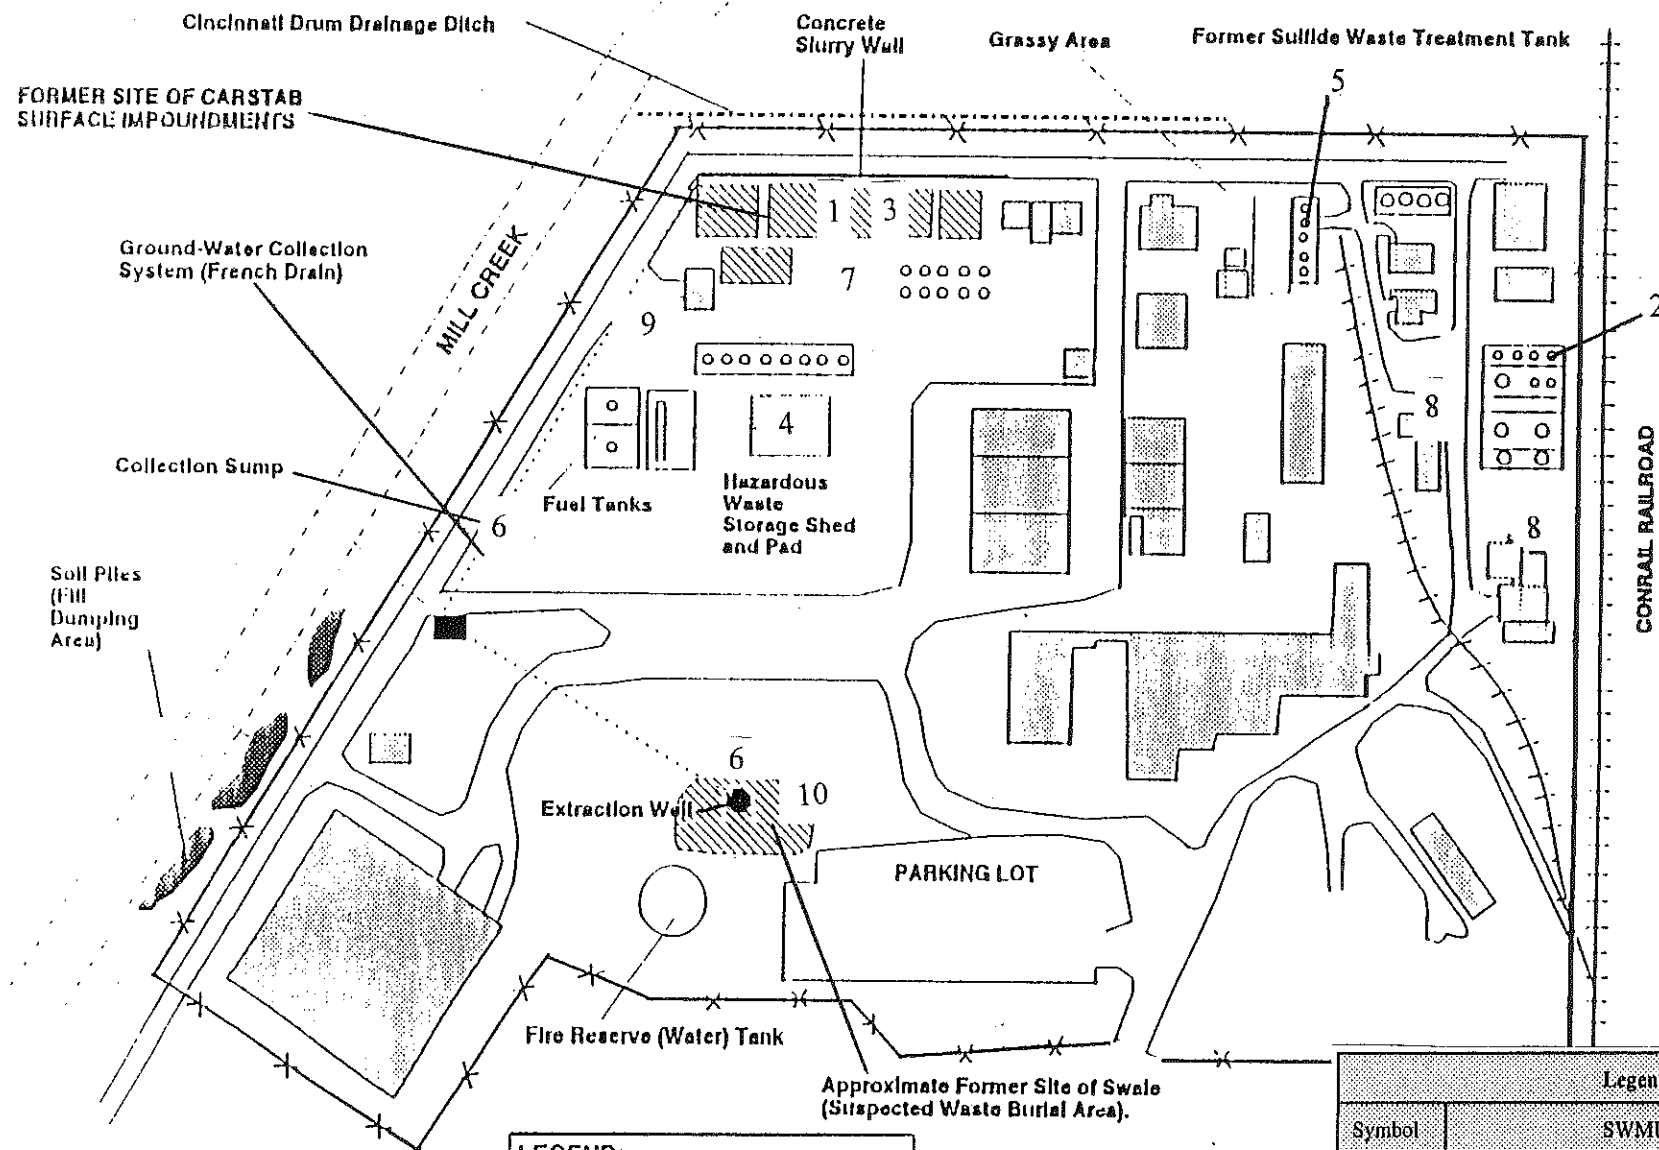 Cincinnati Drum Drainage Ditch
Concrete
Slurry Wall
Grassy Area
Former Sulfide Waste Treatment Tank
5
FORMER SITE OF CARSTAB
SURFACE IMPOUNDMENTS
1
3
Ground-Water Collection
System (French Drain)
MILL CREEK
7
9
2
4
8
Collection Sump
6
Fuel Tanks
Hazardous
Waste
Storage Shed
and Pad
8
CONRAIL RAILROAD
Soil Piles
(Fill
Dumping
Area)
6
10
Extraction Well
PARKING LOT
Fire Reserve (Water) Tank
Approximate Former Site of Swale
(Suspected Waste Burial Area).
LEGEND:
Legen
Symbol
SWMU